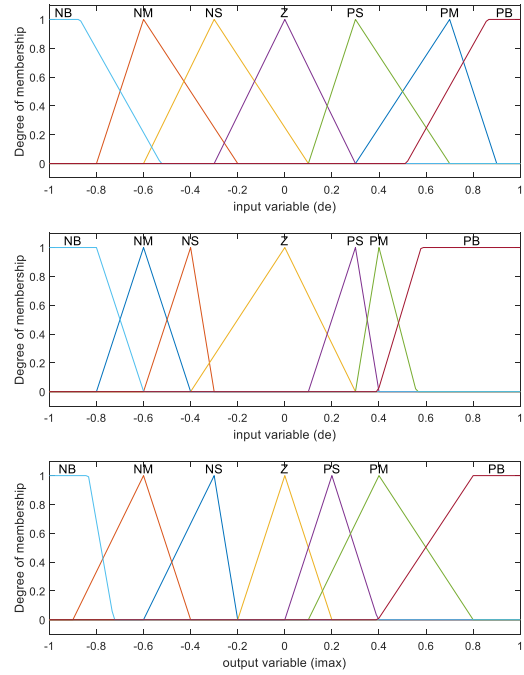 NB NM NS Z PS PM PB
Degree of membership
1
0.8
0.6
0.4
0.2
0
-1 -0.8 -0.6 -0.4 -0.2 0 0.2 0.4 0.6 0.8 1
input variable (de)
NB NM NS Z PS PM PB
Degree of membership
1
0.8
0.6
0.4
0.2
0
-1 -0.8 -0.6 -0.4 -0.2 0 0.2 0.4 0.6 0.8 1
input variable (de)
NB NM NS Z PS PM PB
Degree of membership
1
0.8
0.6
0.4
0.2
0
-1 -0.8 -0.6 -0.4 -0.2 0 0.2 0.4 0.6 0.8 1
output variable (imax)